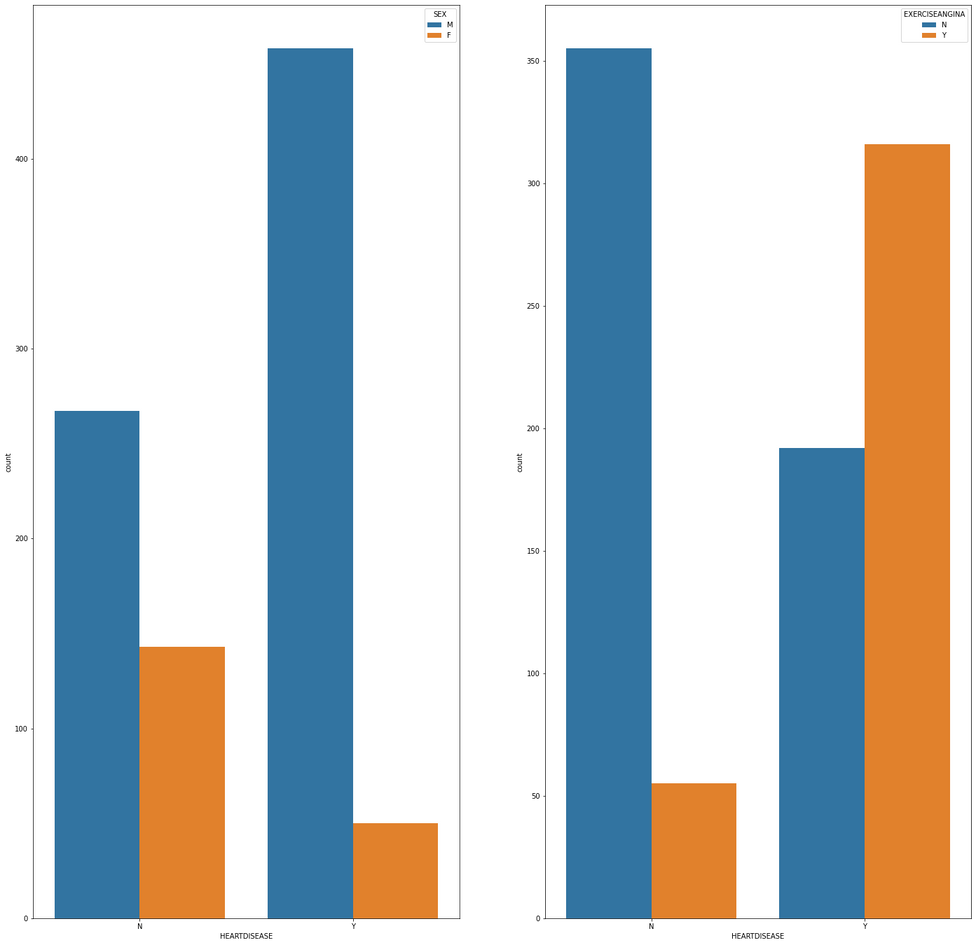 SEX
M
F
400
300
200
100
0
count
N
Y
HEARTDISEASE
EXERCISEANGINA
N
Y
350
300
250
200
150
100
50
0
count
N
Y
HEARTDISEASE